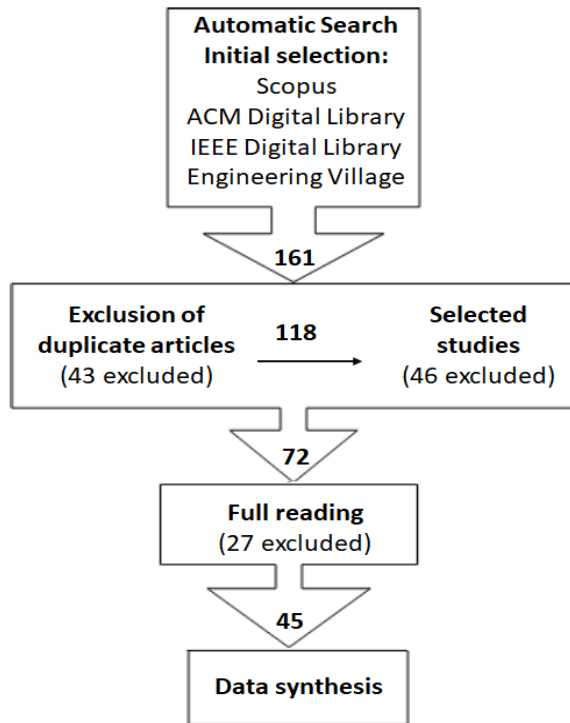 Automatic Search
Initial selection:
Scopus
ACM Digital Library
IEEE Digital Library
Engineering Village
161
Exclusion of
duplicate articles
(43 excluded)
118
Selected
studies
(46 excluded)
72
Full reading
(27 excluded)
45
Data synthesis